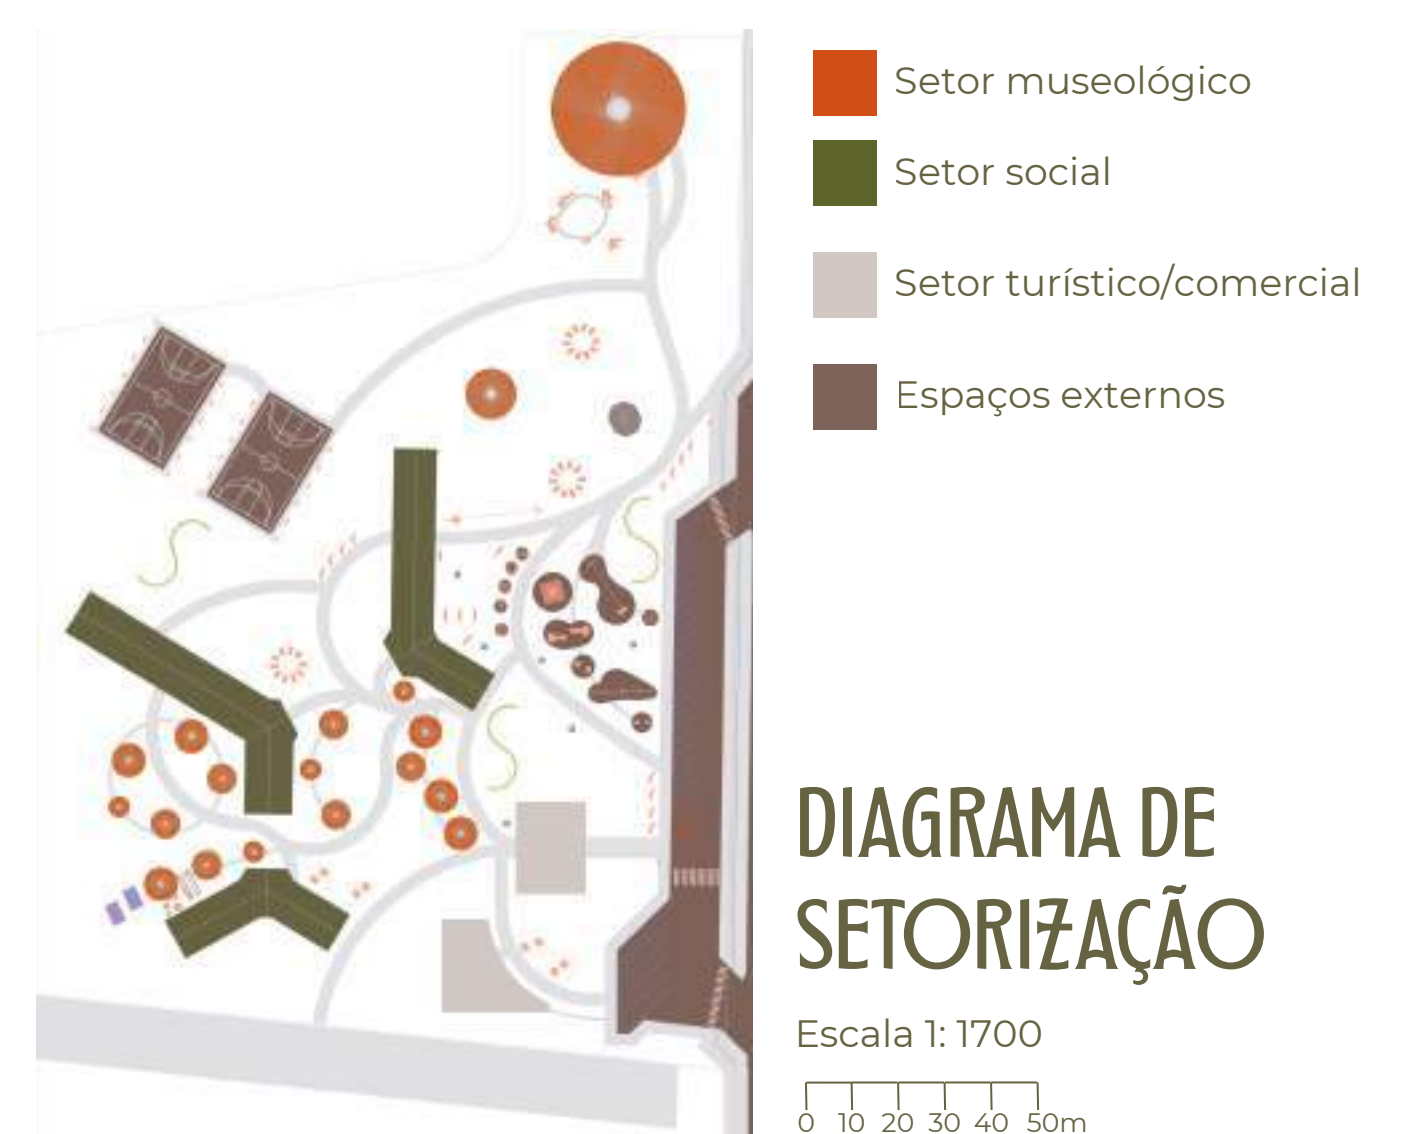 Setor museológico
Setor social
Setor turístico/comercial
Espaços externos
DIAGRAMA DE
SETORIZAÇÃO
Escala 1: 1700
0 10 20 30 40 50m